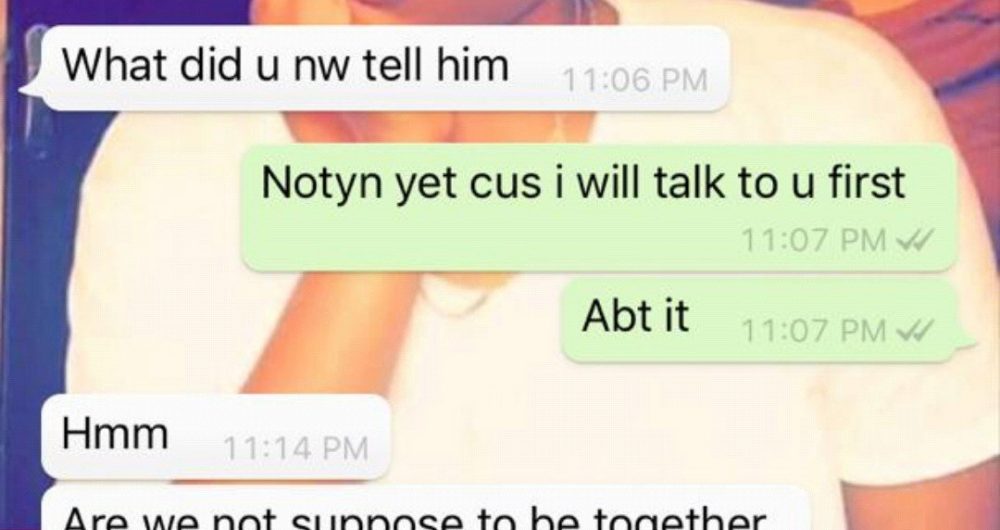 What did u nw tell him 11:06 PM
Notyn yet cus i will talk to u first
11:07 PM
Abt it 11:07 PM
Hmm 11:14 PM
Are we not suppose to be together